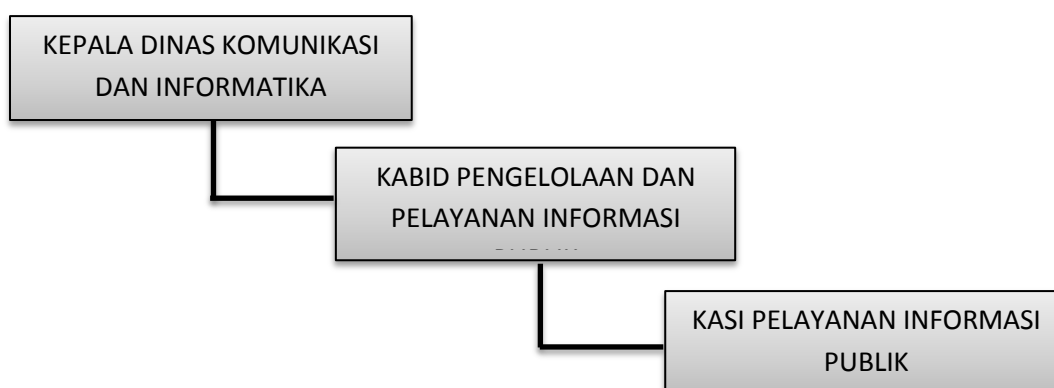 KEPALA DINAS KOMUNIKASI
DAN INFORMATIKA
KABID PENGELOLAAN DAN
PELAYANAN INFORMASI
KASI PELAYANAN INFORMASI
PUBLIK